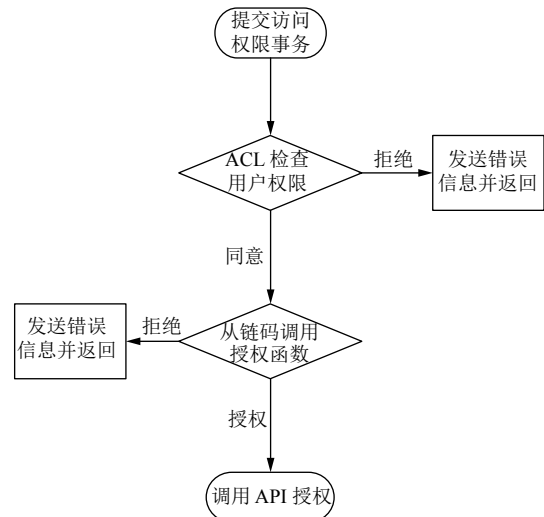 提交访问
权限事务
ACL 检查
用户权限
拒绝
发送错误
信息并返回
同意
发送错误
信息并返回
拒绝
从链码调用
授权函数
授权
调用 API 授权